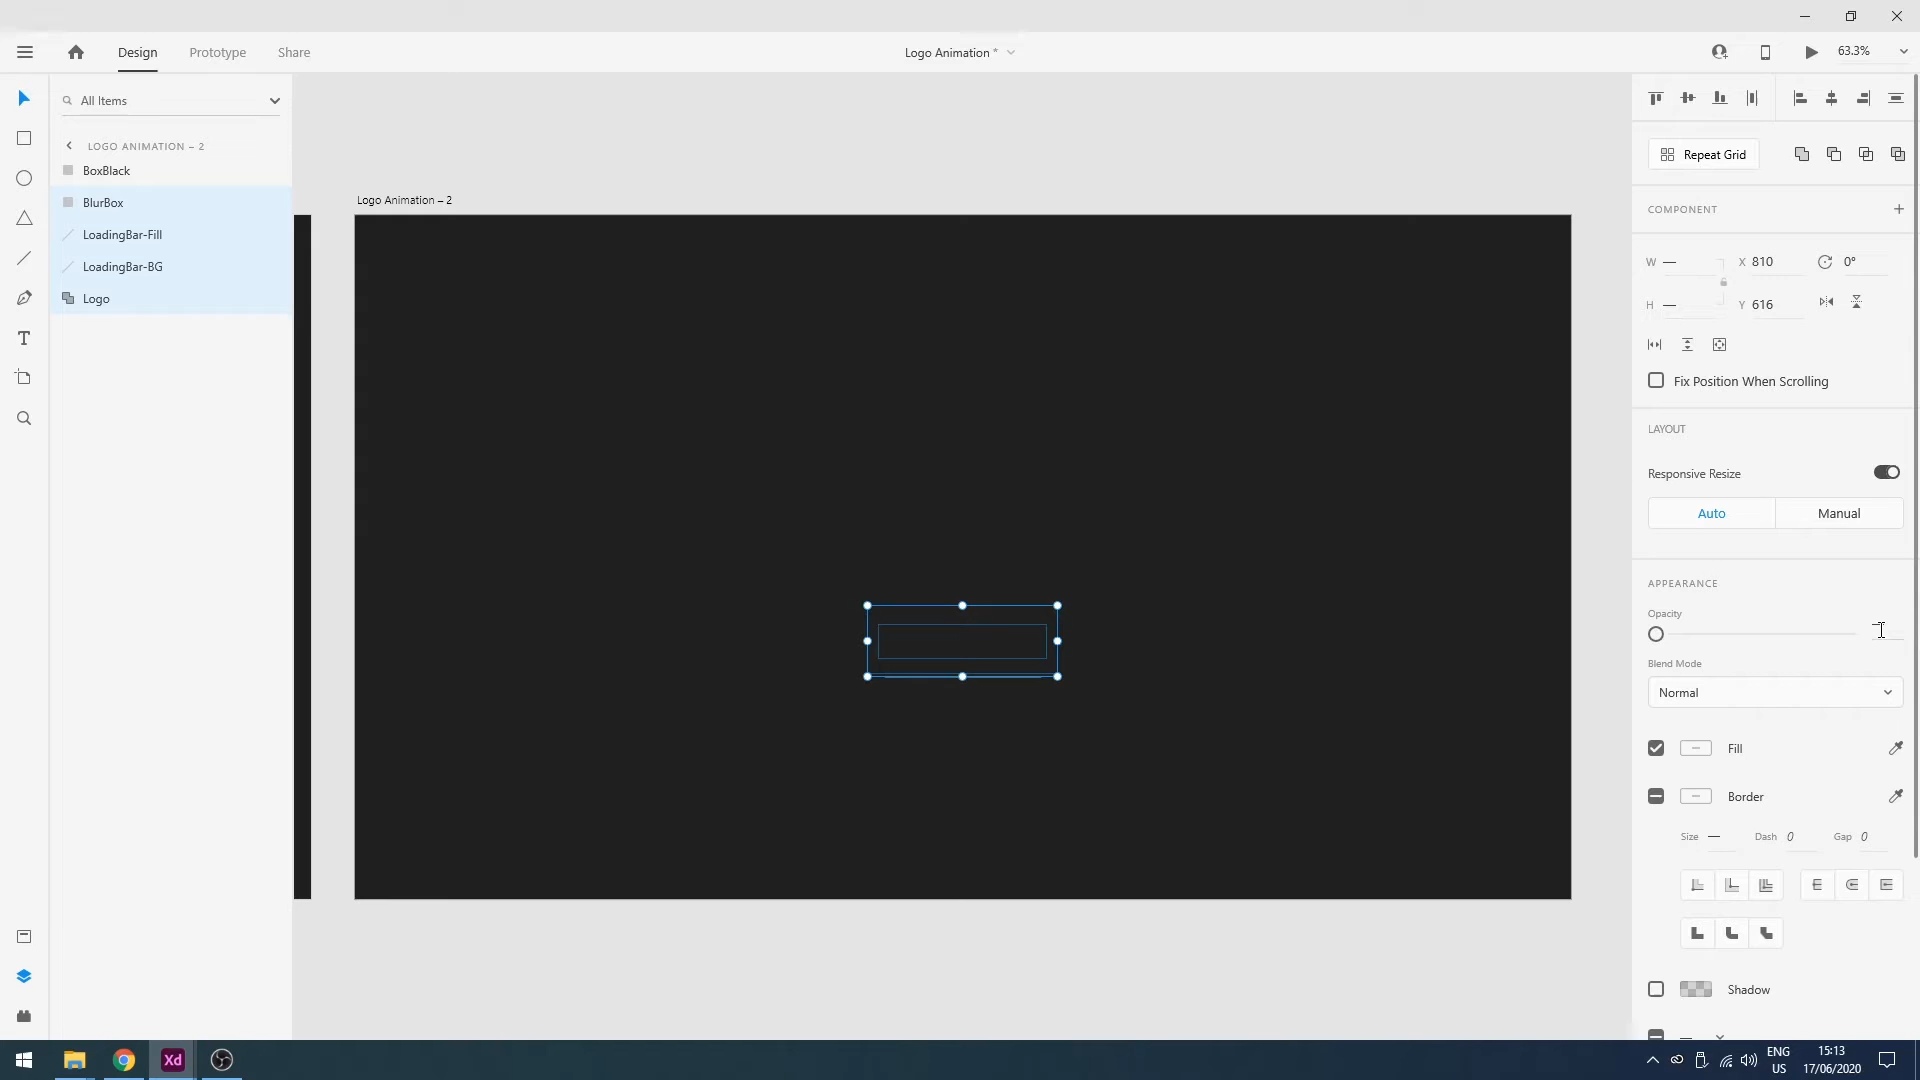 Design
Prototype
Share
Logo Animation *
63.3%
All Items
LOGO ANIMATION – 2
BoxBlack
BlurBox
LoadingBar-Fill
LoadingBar-BG
Logo
Logo Animation – 2
Repeat Grid
COMPONENT
W —
X 810
0°
H —
Y 616
Fix Position When Scrolling
LAYOUT
Responsive Resize
Auto
Manual
APPEARANCE
Opacity
Blend Mode
Normal
Fill
Border
Size —
Dash 0
Gap 0
Shadow
Xd
ENG
US
15:13
17/06/2020